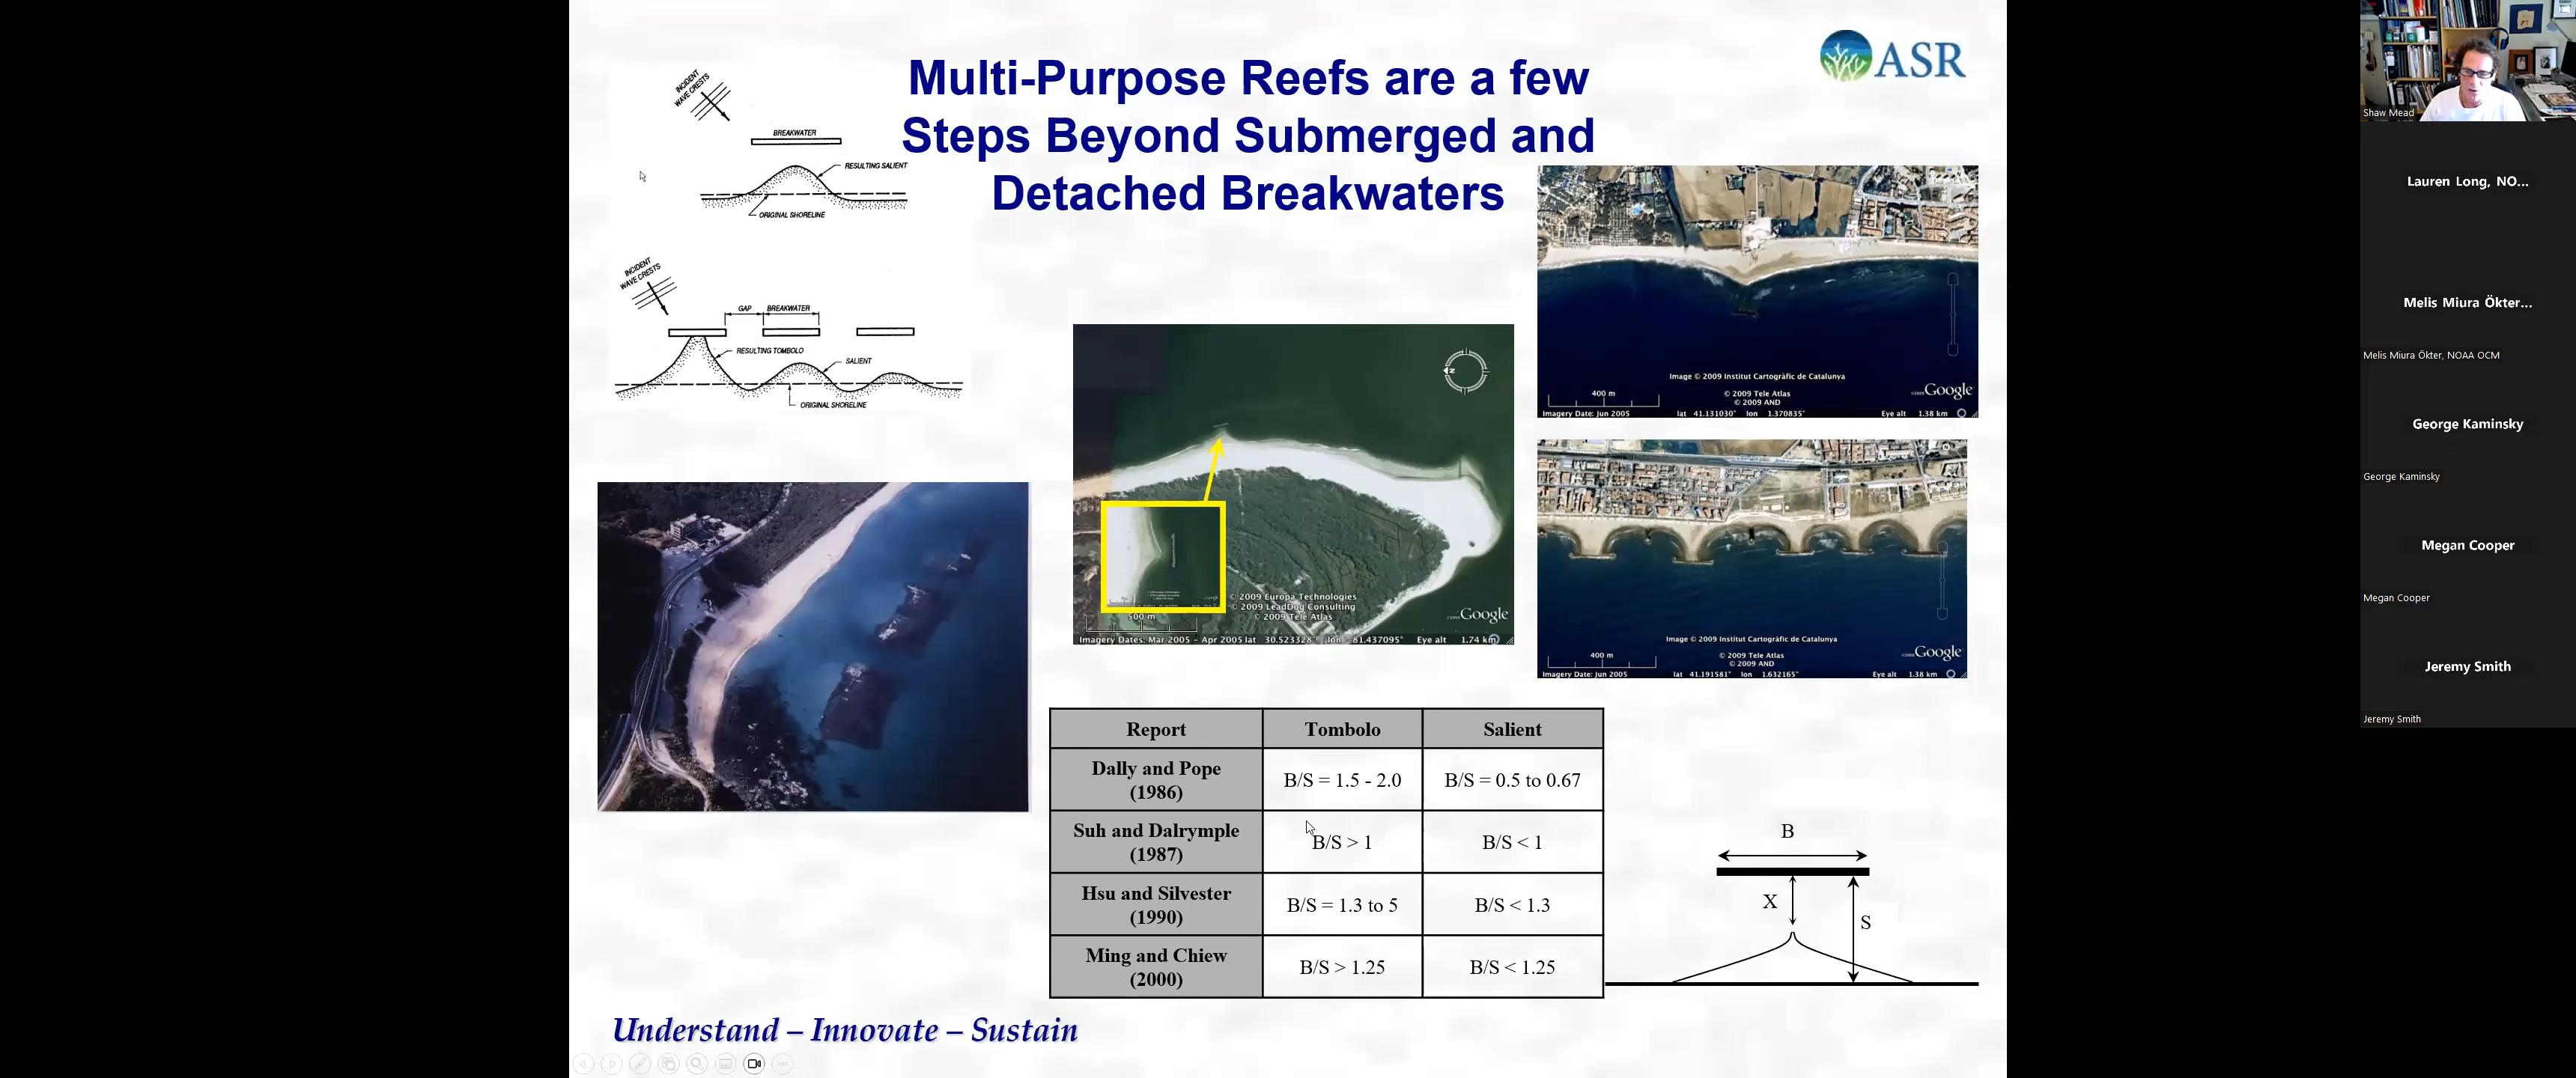 Multi-Purpose Reefs are a few
Steps Beyond Submerged and
Detached Breakwaters
ASR
INCIDENT
WAVE CRESTS
BREAKWATER
RESULTING SALIENT
ORIGINAL SHORELINE
INCIDENT
WAVE CRESTS
GAP
BREAKWATER
RESULTING TOMBOLO
SALIENT
ORIGINAL SHORELINE
Image © 2009 Institut Cartogràfic de Catalunya
400 m
© 2009 Tele Atlas
© 2009 AND
©2009 Google
Imagery Date: Jun 2005 lat 41.131030° lon 1.370835° Eye alt 1.38 km
N
© 2009 Europa Technologies
© 2009 LeadDog Consulting
© 2009 Tele Atlas
500 m
©2009 Google
Imagery Dates: Mar 2005 - Apr 2005 lat 30.523328° lon -81.437095° Eye alt 1.74 km
Image © 2009 Institut Cartogràfic de Catalunya
400 m
© 2009 Tele Atlas
© 2009 AND
©2009 Google
Imagery Date: Jun 2005 lat 41.191581° lon 1.632165° Eye alt 1.38 km
Report Tombolo Salient
Dally and Pope
(1986)
B/S = 1.5 - 2.0
B/S = 0.5 to 0.67
Suh and Dalrymple
(1987)
B/S > 1
B/S < 1
Hsu and Silvester
(1990)
B/S = 1.3 to 5
B/S < 1.3
Ming and Chiew
(2000)
B/S > 1.25
B/S < 1.25
B
X
S
Understand – Innovate – Sustain
Shaw Mead
Lauren Long, NO...
Melis Miura Ökter...
Melis Miura Ökter, NOAA OCM
George Kaminsky
George Kaminsky
Megan Cooper
Megan Cooper
Jeremy Smith
Jeremy Smith